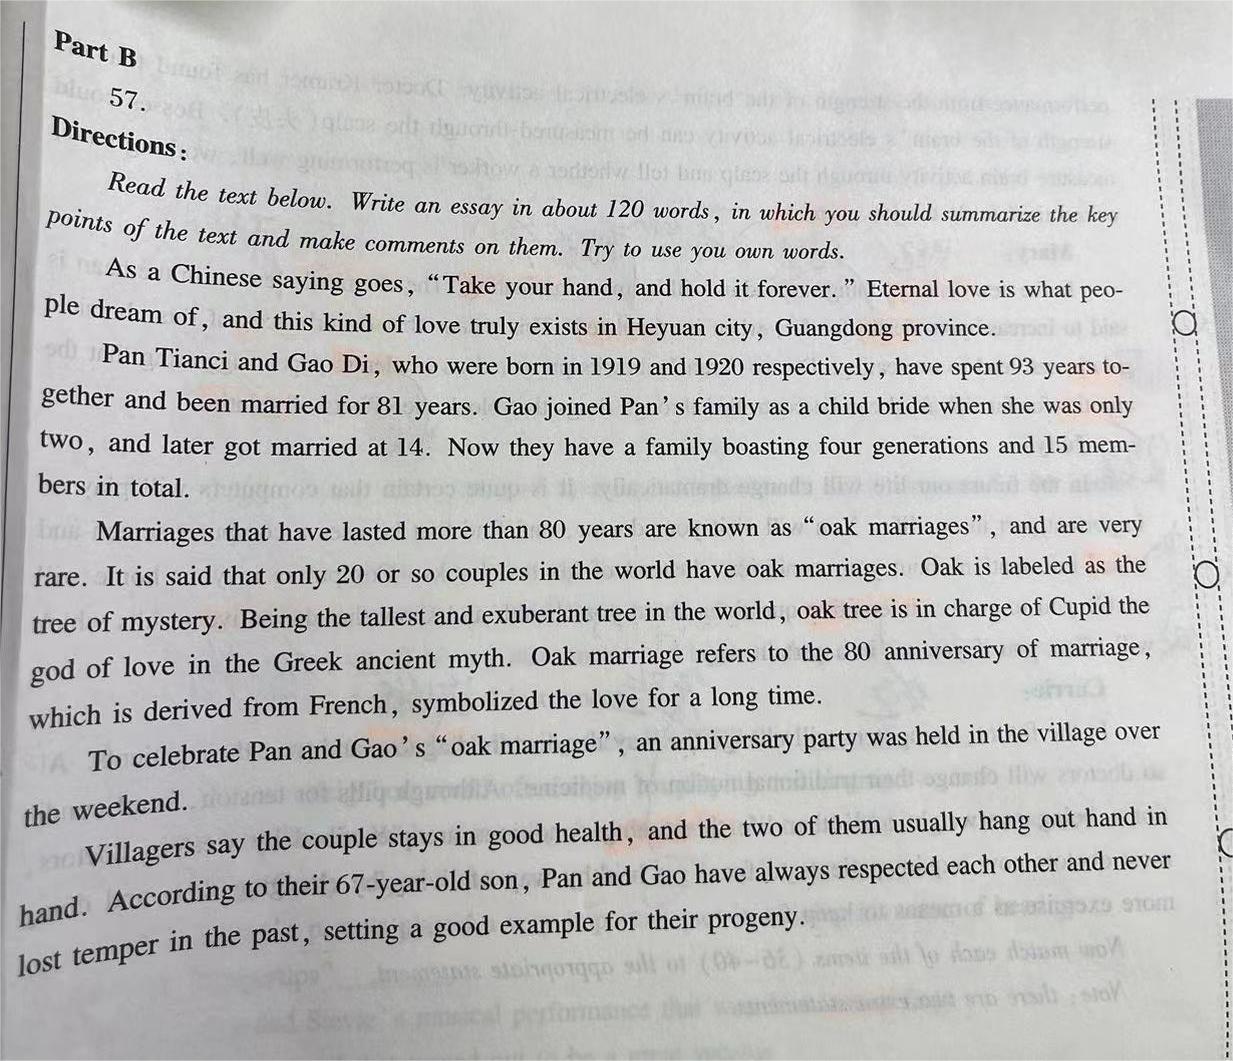 Part B
57.
Directions:
Read the text below. Write an essay in about 120 words, in which you should summarize the key
points of the text and make comments on them. Try to use you own words.
As a Chinese saying goes, “Take your hand, and hold it forever. ” Eternal love is what peo-
ple dream of, and this kind of love truly exists in Heyuan city, Guangdong province.
Pan Tianci and Gao Di, who were born in 1919 and 1920 respectively, have spent 93 years to-
gether and been married for 81 years. Gao joined Pan’s family as a child bride when she was only
two, and later got married at 14. Now they have a family boasting four generations and 15 mem-
bers in total.
Marriages that have lasted more than 80 years are known as “oak marriages”, and are very
rare. It is said that only 20 or so couples in the world have oak marriages. Oak is labeled as the
tree of mystery. Being the tallest and exuberant tree in the world, oak tree is in charge of Cupid the
god of love in the Greek ancient myth. Oak marriage refers to the 80 anniversary of marriage,
which is derived from French, symbolized the love for a long time.
To celebrate Pan and Gao’s “oak marriage”, an anniversary party was held in the village over
the weekend.
Villagers say the couple stays in good health, and the two of them usually hang out hand in
hand. According to their 67-year-old son, Pan and Gao have always respected each other and never
lost temper in the past, setting a good example for their progeny.